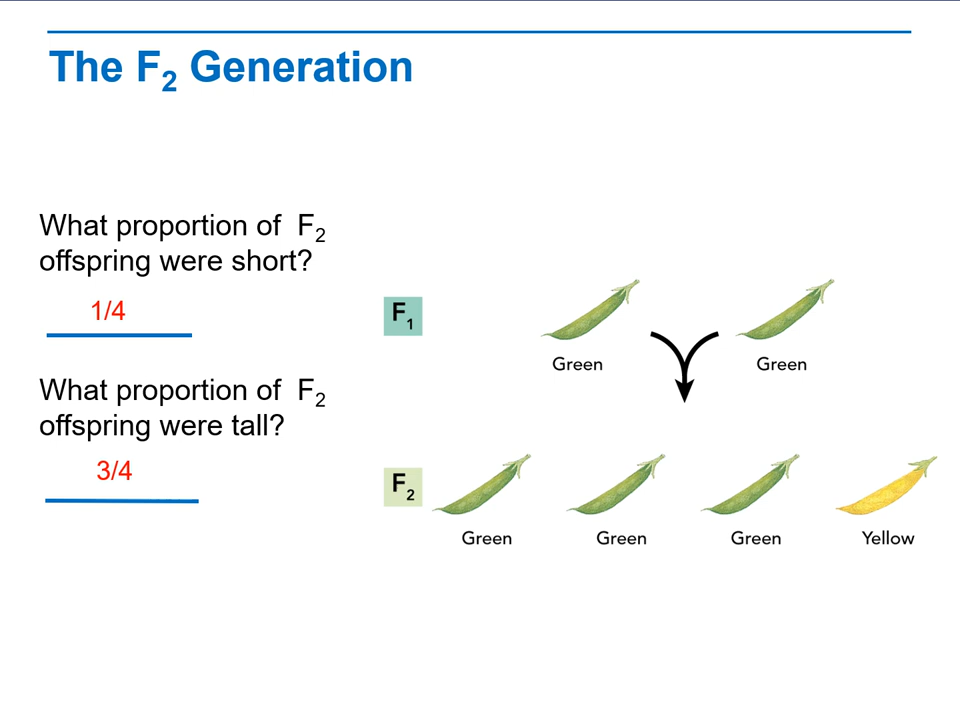 The F2 Generation
What proportion of F2
offspring were short?
1/4
What proportion of F2
offspring were tall?
3/4
F1
Green
Green
F2
Green
Green
Green
Yellow